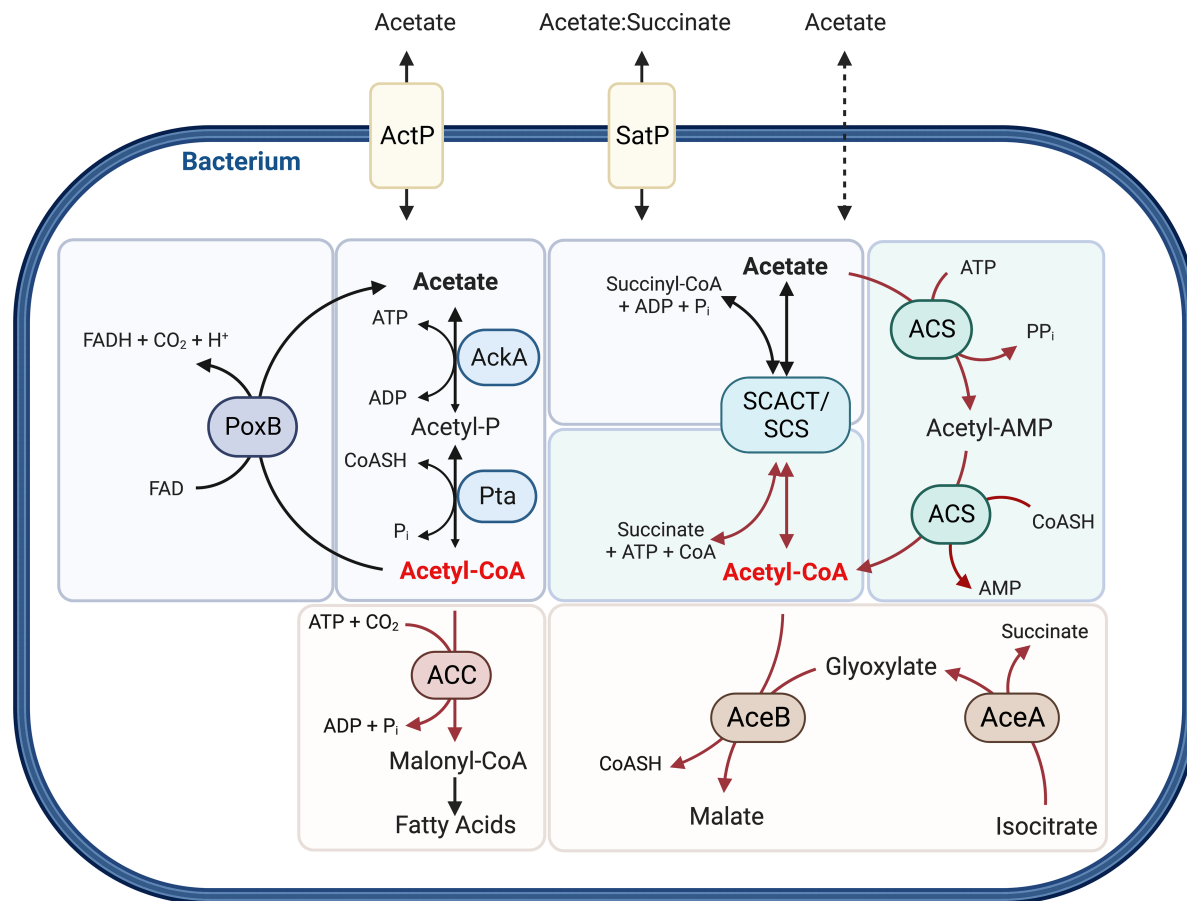 Acetate
Acetate:Succinate
Acetate
ActP
SatP
Bacterium
Acetate
ATP
AckA
ADP
Acetyl-P
CoASH
Pta
Pᵢ
Acetyl-CoA
FADH + CO₂ + H⁺
PoxB
FAD
Acetate
Succinyl-CoA
+ ADP + Pᵢ
SCACT/
SCS
Succinate
+ ATP + CoA
Acetyl-CoA
ATP
ACS
PPᵢ
Acetyl-AMP
ACS
CoASH
AMP
ATP + CO₂
ACC
ADP + Pᵢ
Malonyl-CoA
Fatty Acids
Succinate
Glyoxylate
AceB
AceA
CoASH
Malate
Isocitrate